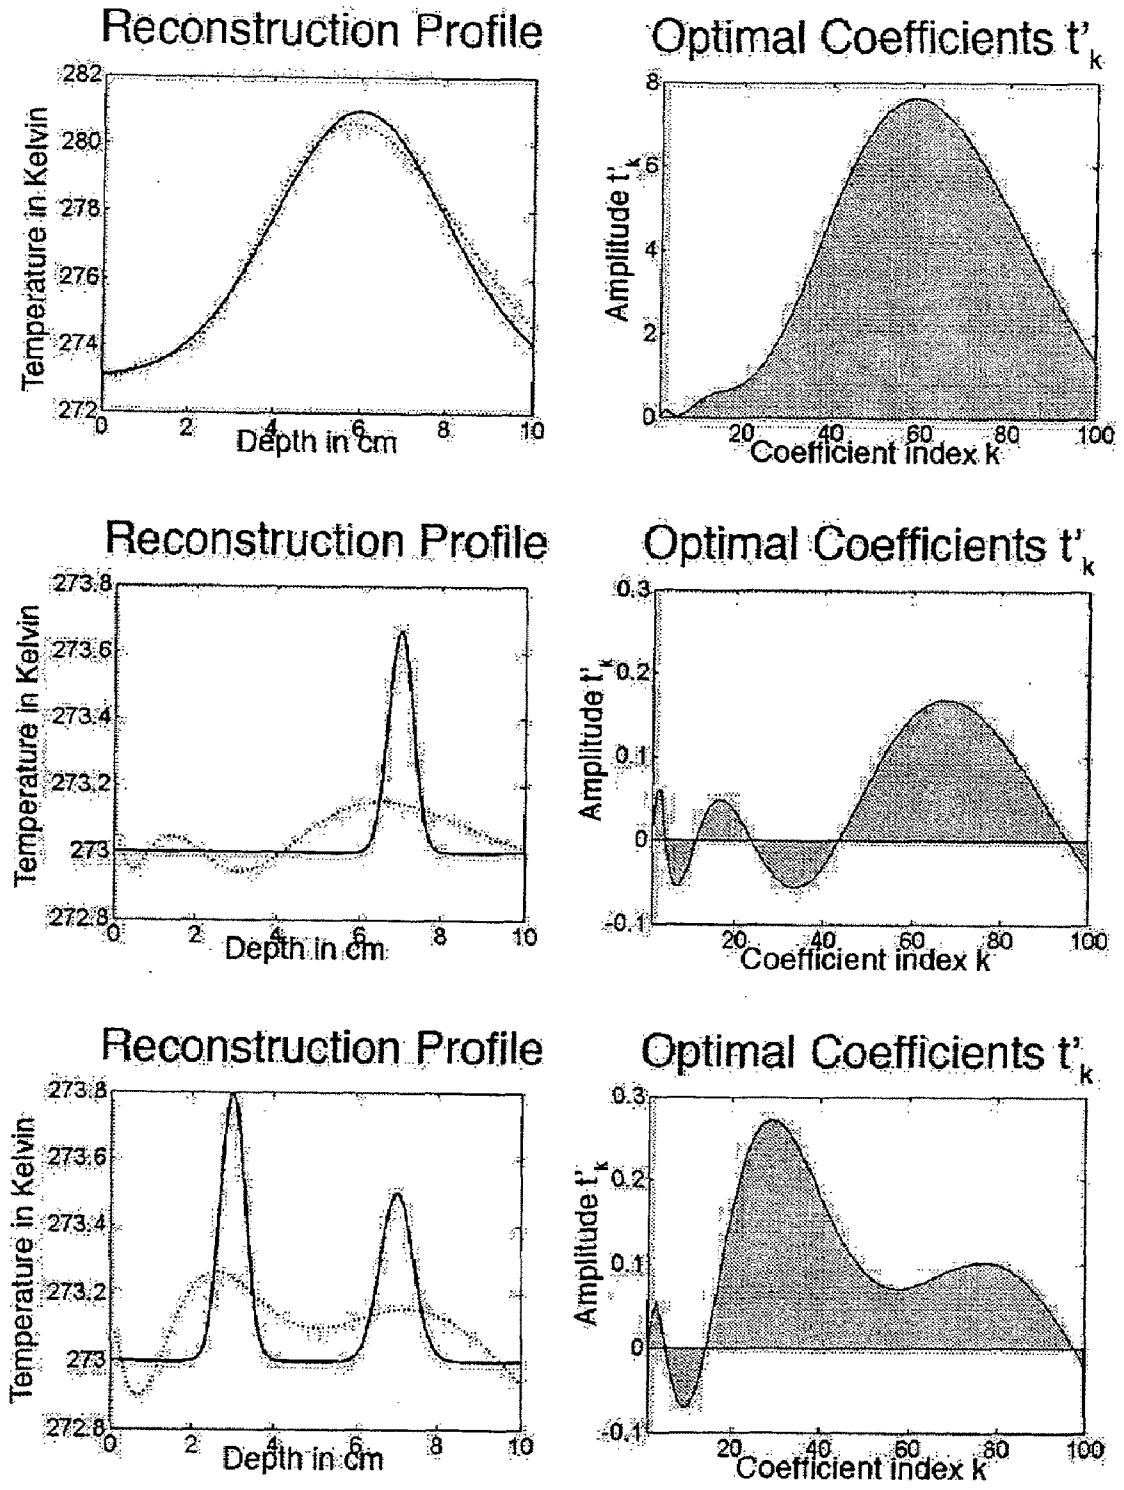 Reconstruction Profile
Temperature in Kelvin
282
280
278
276
274
272
0 2 4 6 8 10
Depth in cm
Optimal Coefficients t'k
Amplitude t'k
8
6
4
2
0
20 40 60 80 100
Coefficient index k
Reconstruction Profile
Temperature in Kelvin
273.8
273.6
273.4
273.2
273
272.8
0 2 4 6 8 10
Depth in cm
Optimal Coefficients t'k
Amplitude t'k
0.3
0.2
0.1
0
-0.1
20 40 60 80 100
Coefficient index k
Reconstruction Profile
Temperature in Kelvin
273.8
273.6
273.4
273.2
273
272.8
0 2 4 6 8 10
Depth in cm
Optimal Coefficients t'k
Amplitude t'k
0.3
0.2
0.1
0
-0.1
20 40 60 80 100
Coefficient index k